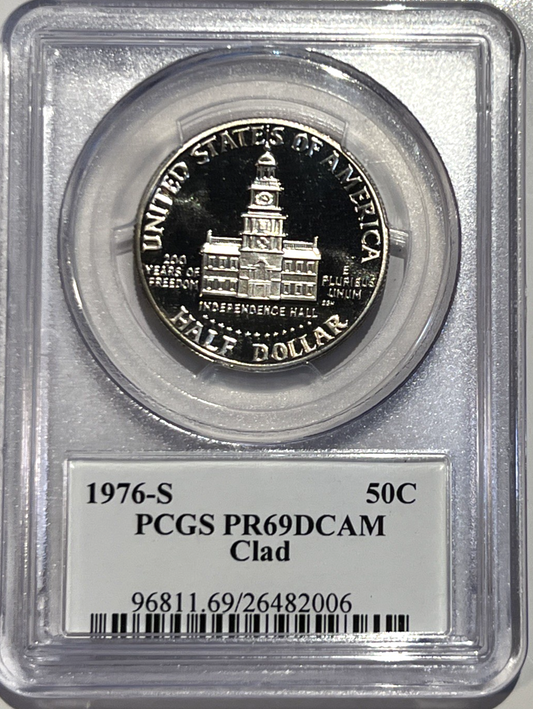 UNITED STATES OF AMERICA
200
YEARS OF
FREEDOM
E
PLURIBUS
UNUM
INDEPENDENCE HALL
HALF DOLLAR
1976-S 50C
PCGS PR69DCAM
Clad
96811.69/26482006